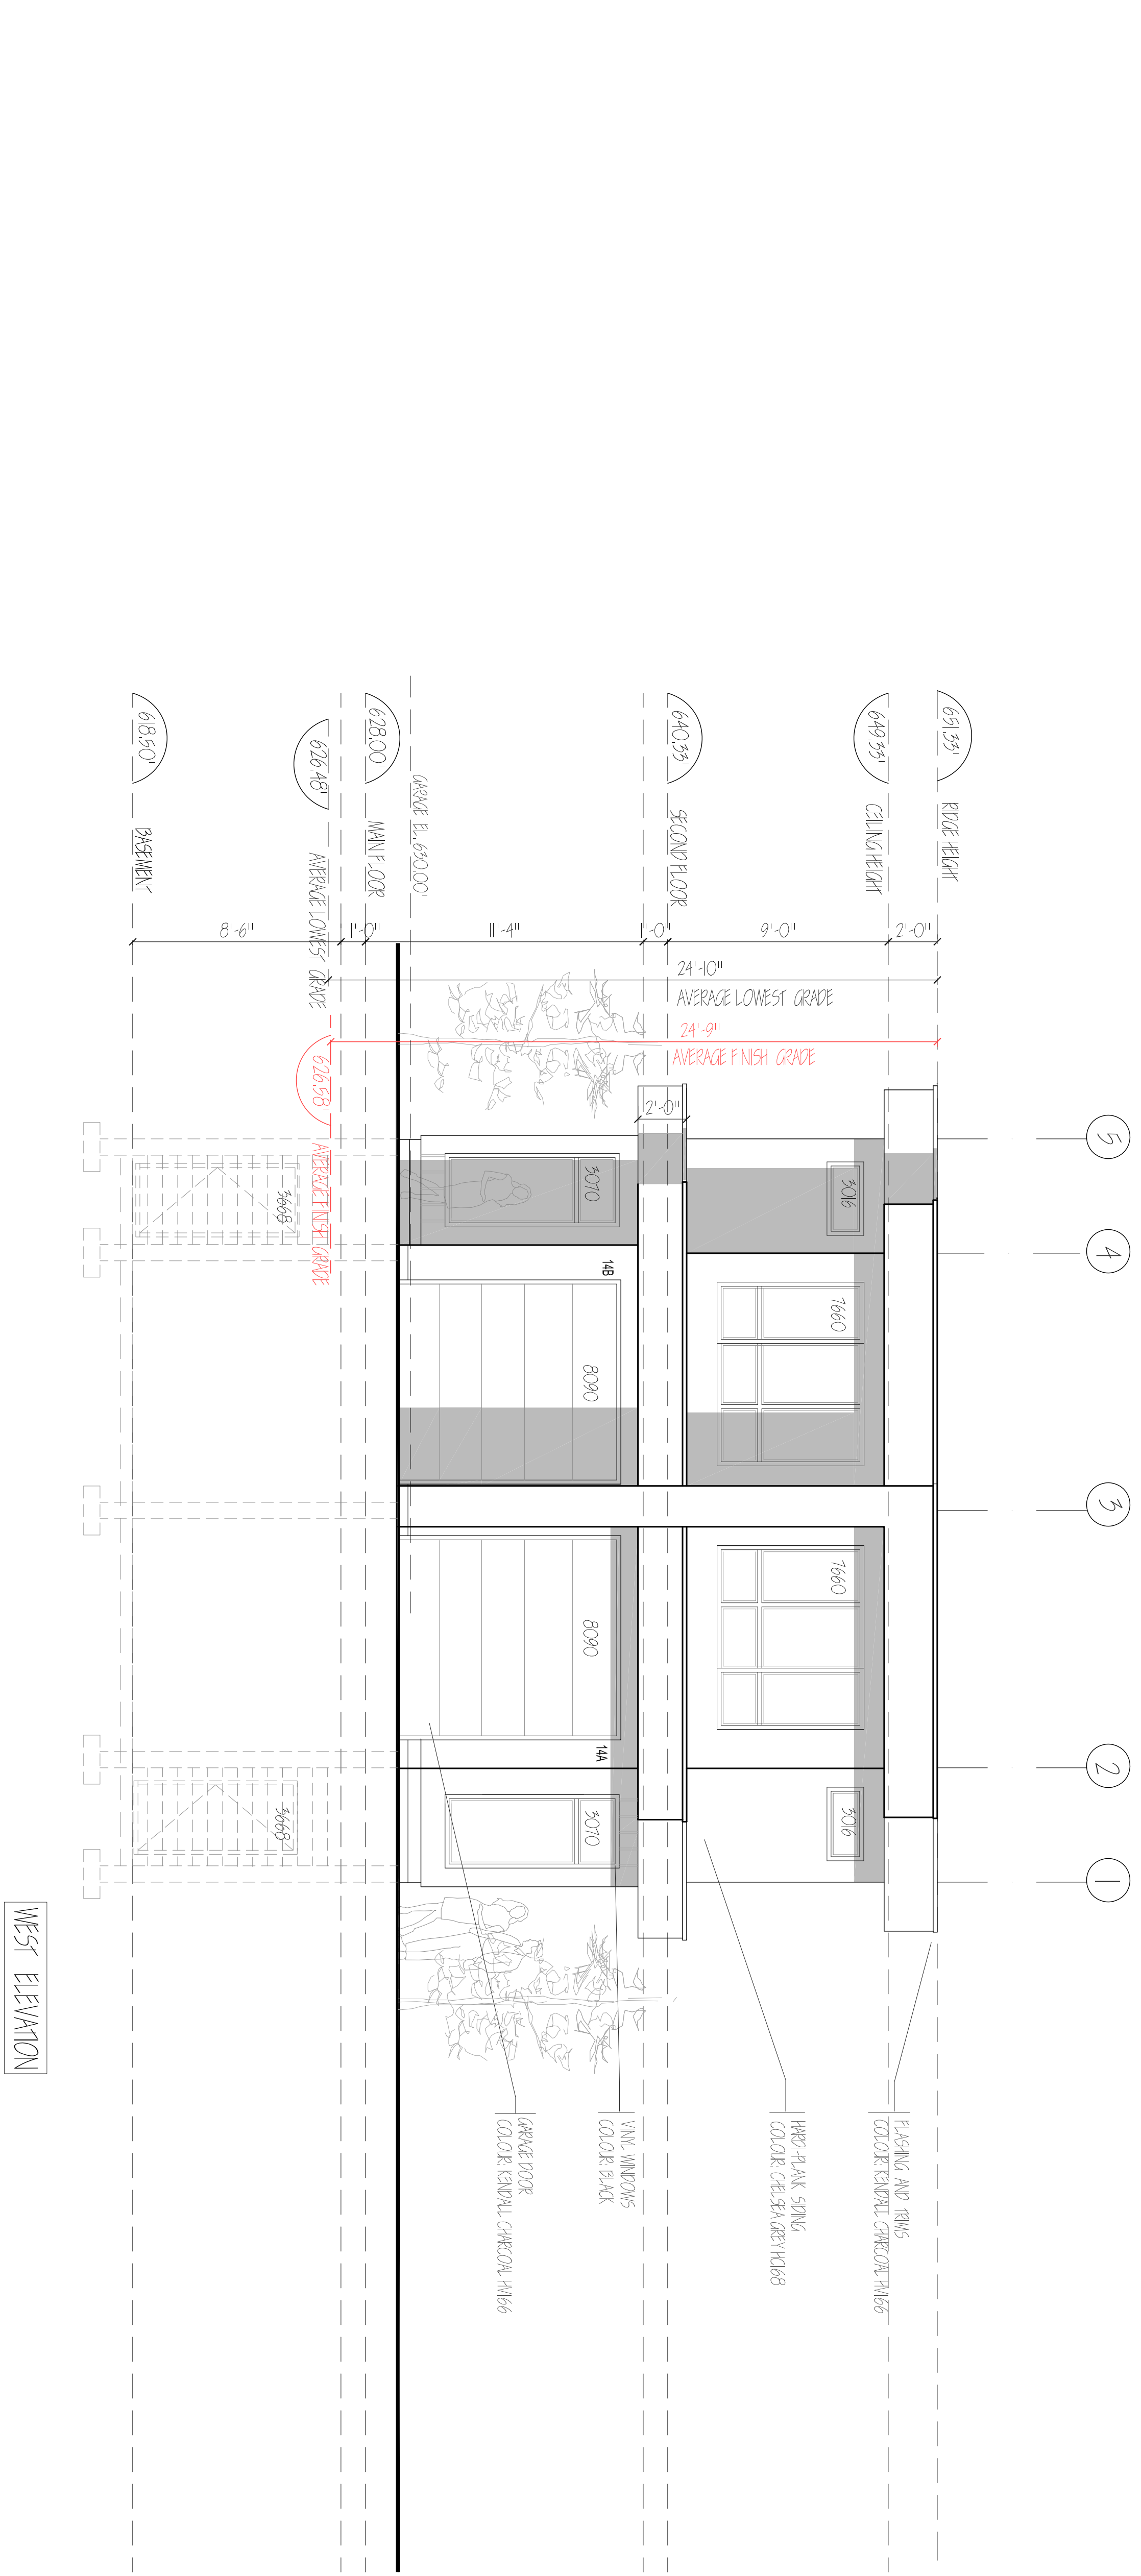 5
4
3
2
1
651.33'
RIDGE HEIGHT
649.33'
CEILING HEIGHT
640.33'
SECOND FLOOR
GARAGE EL. 630.00'
628.00'
MAIN FLOOR
626.48'
AVERAGE LOWEST GRADE
626.58'
AVERAGE FINISH GRADE
618.50'
BASEMENT
2'-0"
9'-0"
1'-0"
11'-4"
1'-0"
8'-6"
24'-10"
AVERAGE LOWEST GRADE
24'-9"
AVERAGE FINISH GRADE
2'-0"
3016
7660
7660
3016
3070
14B
8090
8090
14A
3070
3668
3668
FLASHING AND TRIMS
COLOUR: KENDALL CHARCOAL HV166
HARDI-PLANK SIDING
COLOUR: CHELSEA GREY HC168
VINYL WINDOWS
COLOUR: BLACK
GARAGE DOOR
COLOUR: KENDALL CHARCOAL HV166
WEST ELEVATION